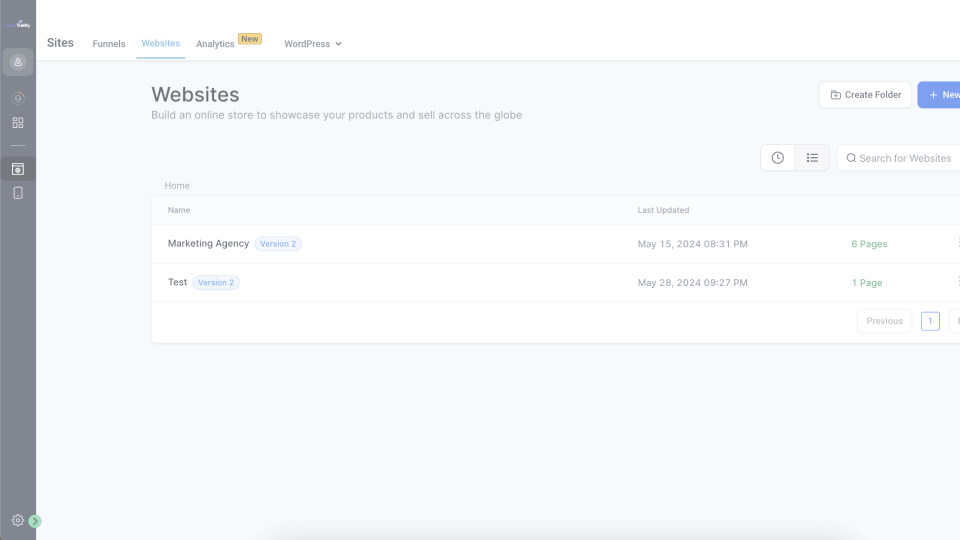 Sites
Funnels
Websites
Analytics
New
WordPress
Websites
Build an online store to showcase your products and sell across the globe
Create Folder
+ New
Search for Websites
Home
Name
Last Updated
Marketing Agency
Version 2
May 15, 2024 08:31 PM
6 Pages
Test
Version 2
May 28, 2024 09:27 PM
1 Page
Previous
1